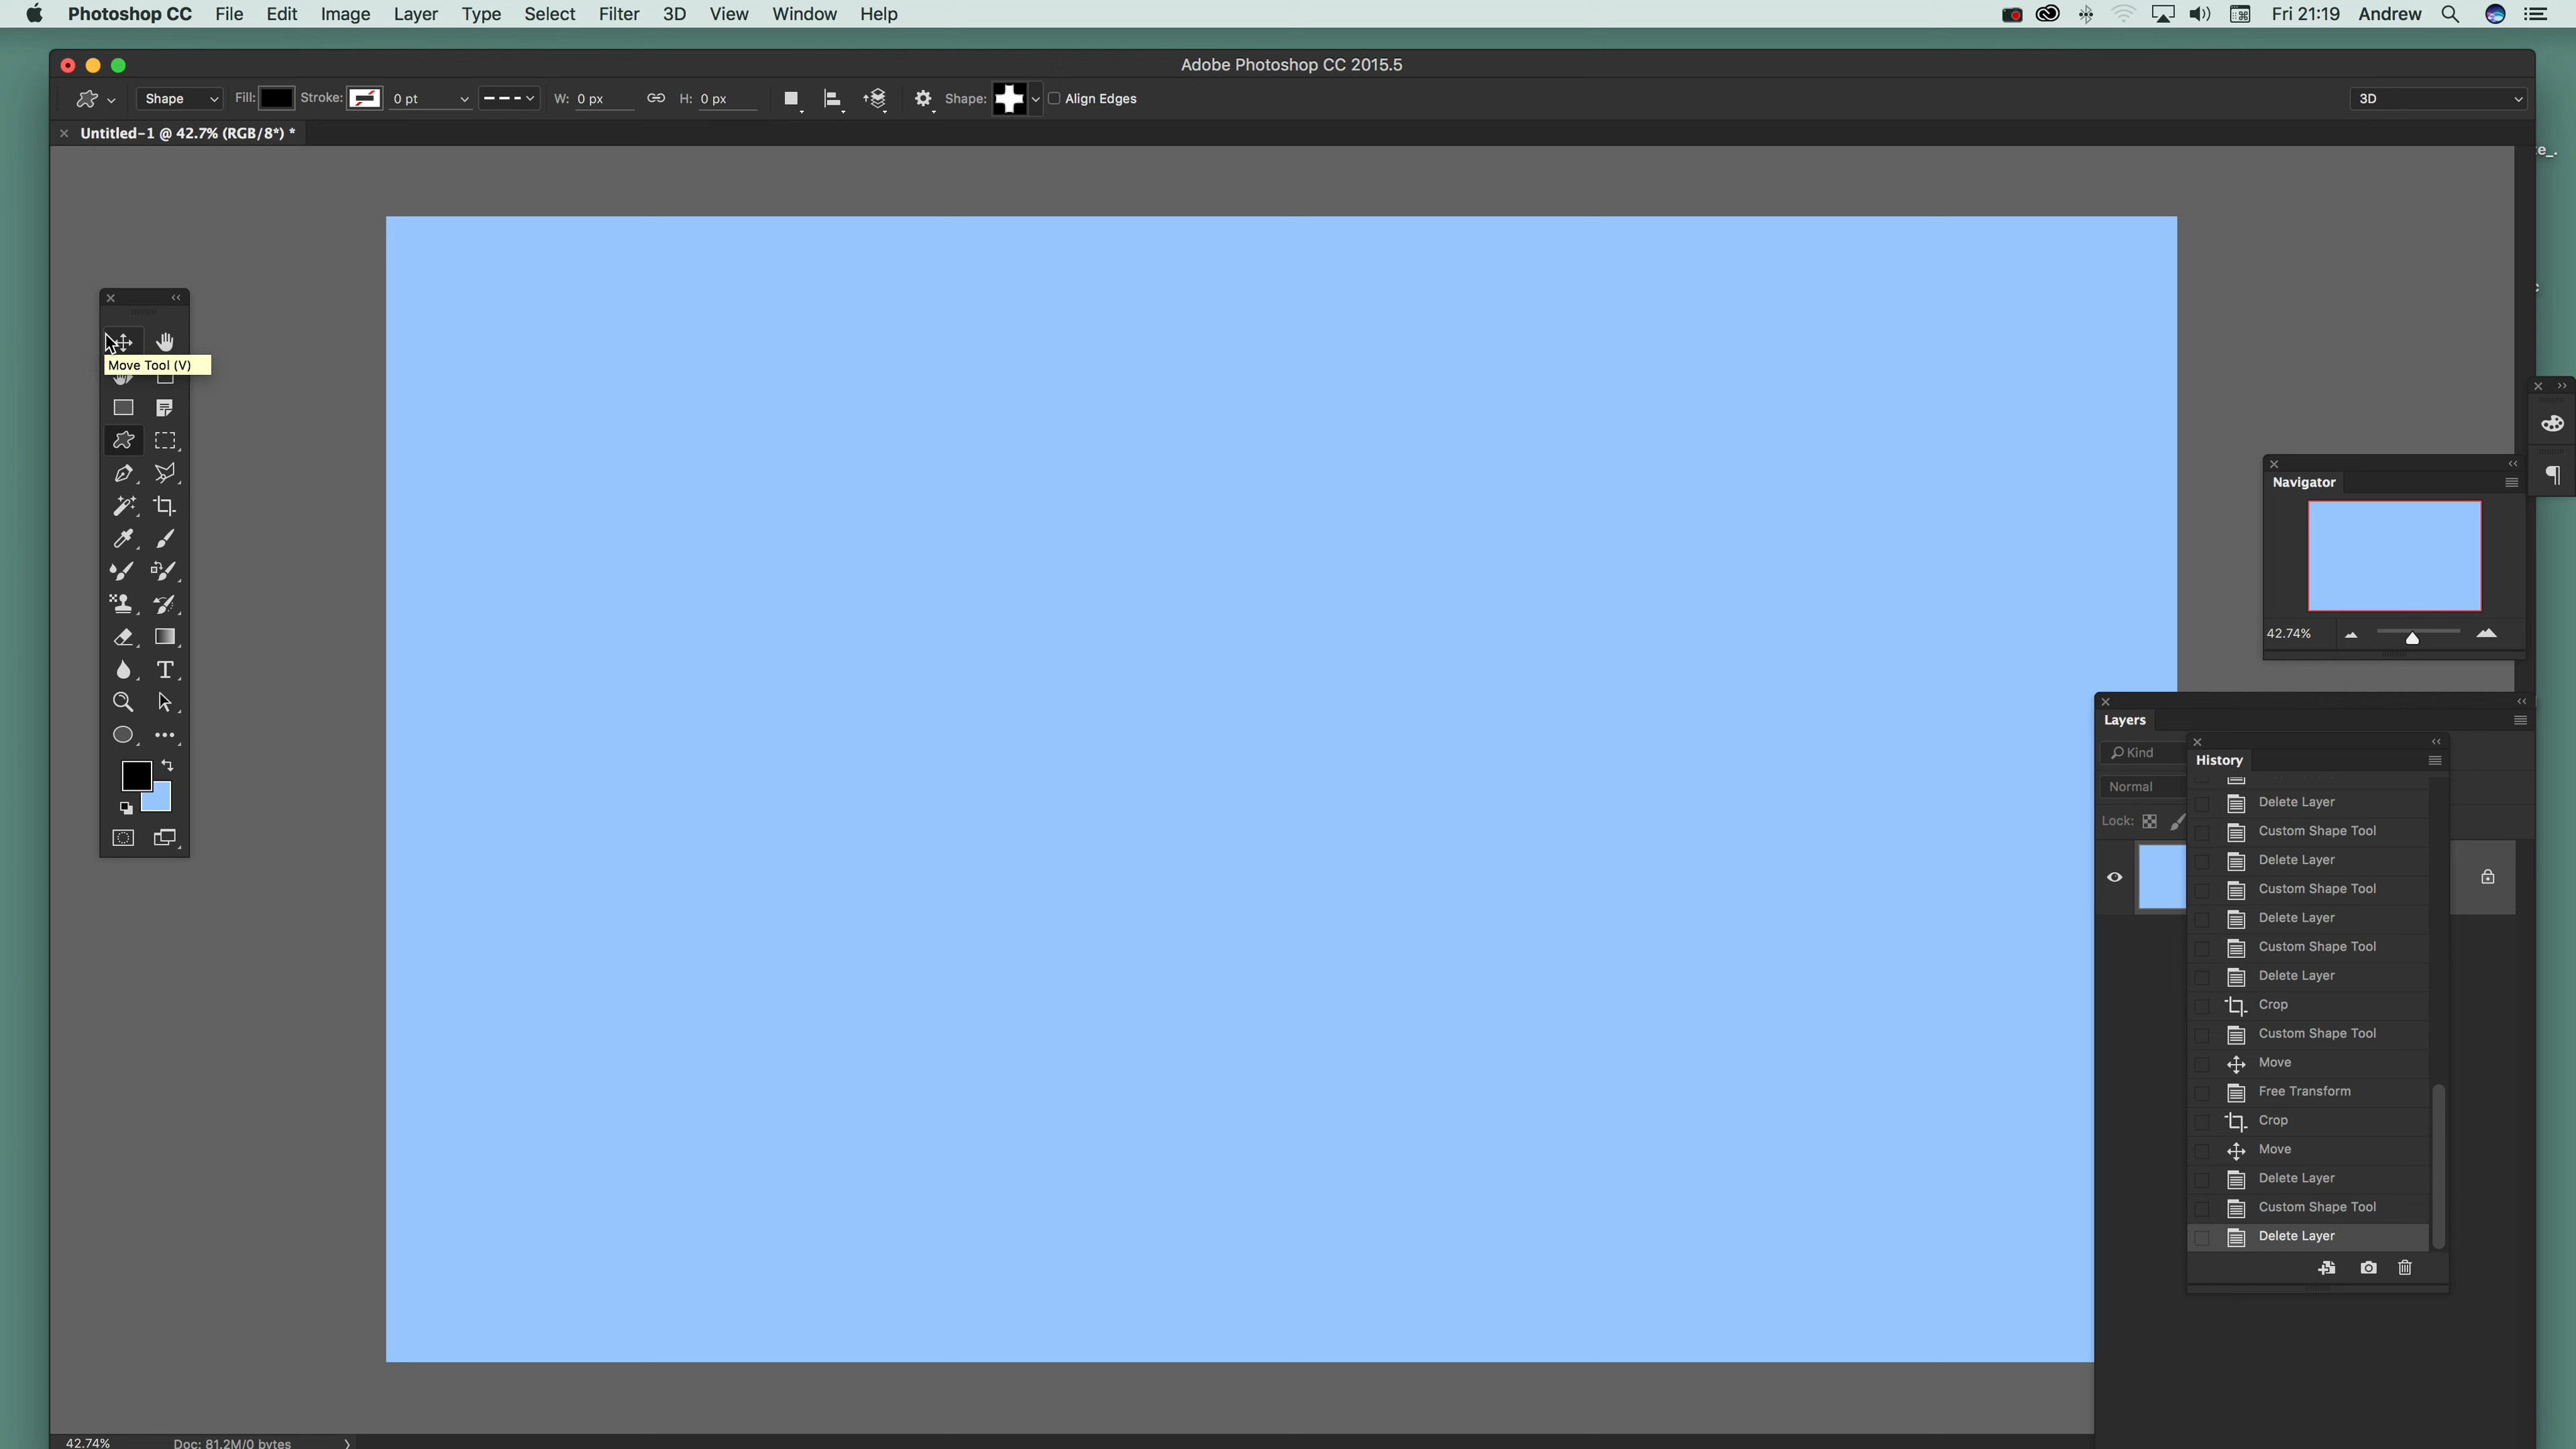 Photoshop CC File Edit Image Layer Type Select Filter 3D View Window Help Fri 21:19 Andrew
Adobe Photoshop CC 2015.5
Shape Fill: Stroke: 0 pt W: 0 px H: 0 px Shape: Align Edges 3D
Untitled-1 @ 42.7% (RGB/8*) *
Move Tool (V)
Navigator
42.74%
Layers
Kind
Normal
Lock:
History
Delete Layer
Custom Shape Tool
Delete Layer
Custom Shape Tool
Delete Layer
Custom Shape Tool
Delete Layer
Crop
Custom Shape Tool
Move
Free Transform
Crop
Move
Delete Layer
Custom Shape Tool
Delete Layer
42.74% Doc: 81.2M/0 bytes